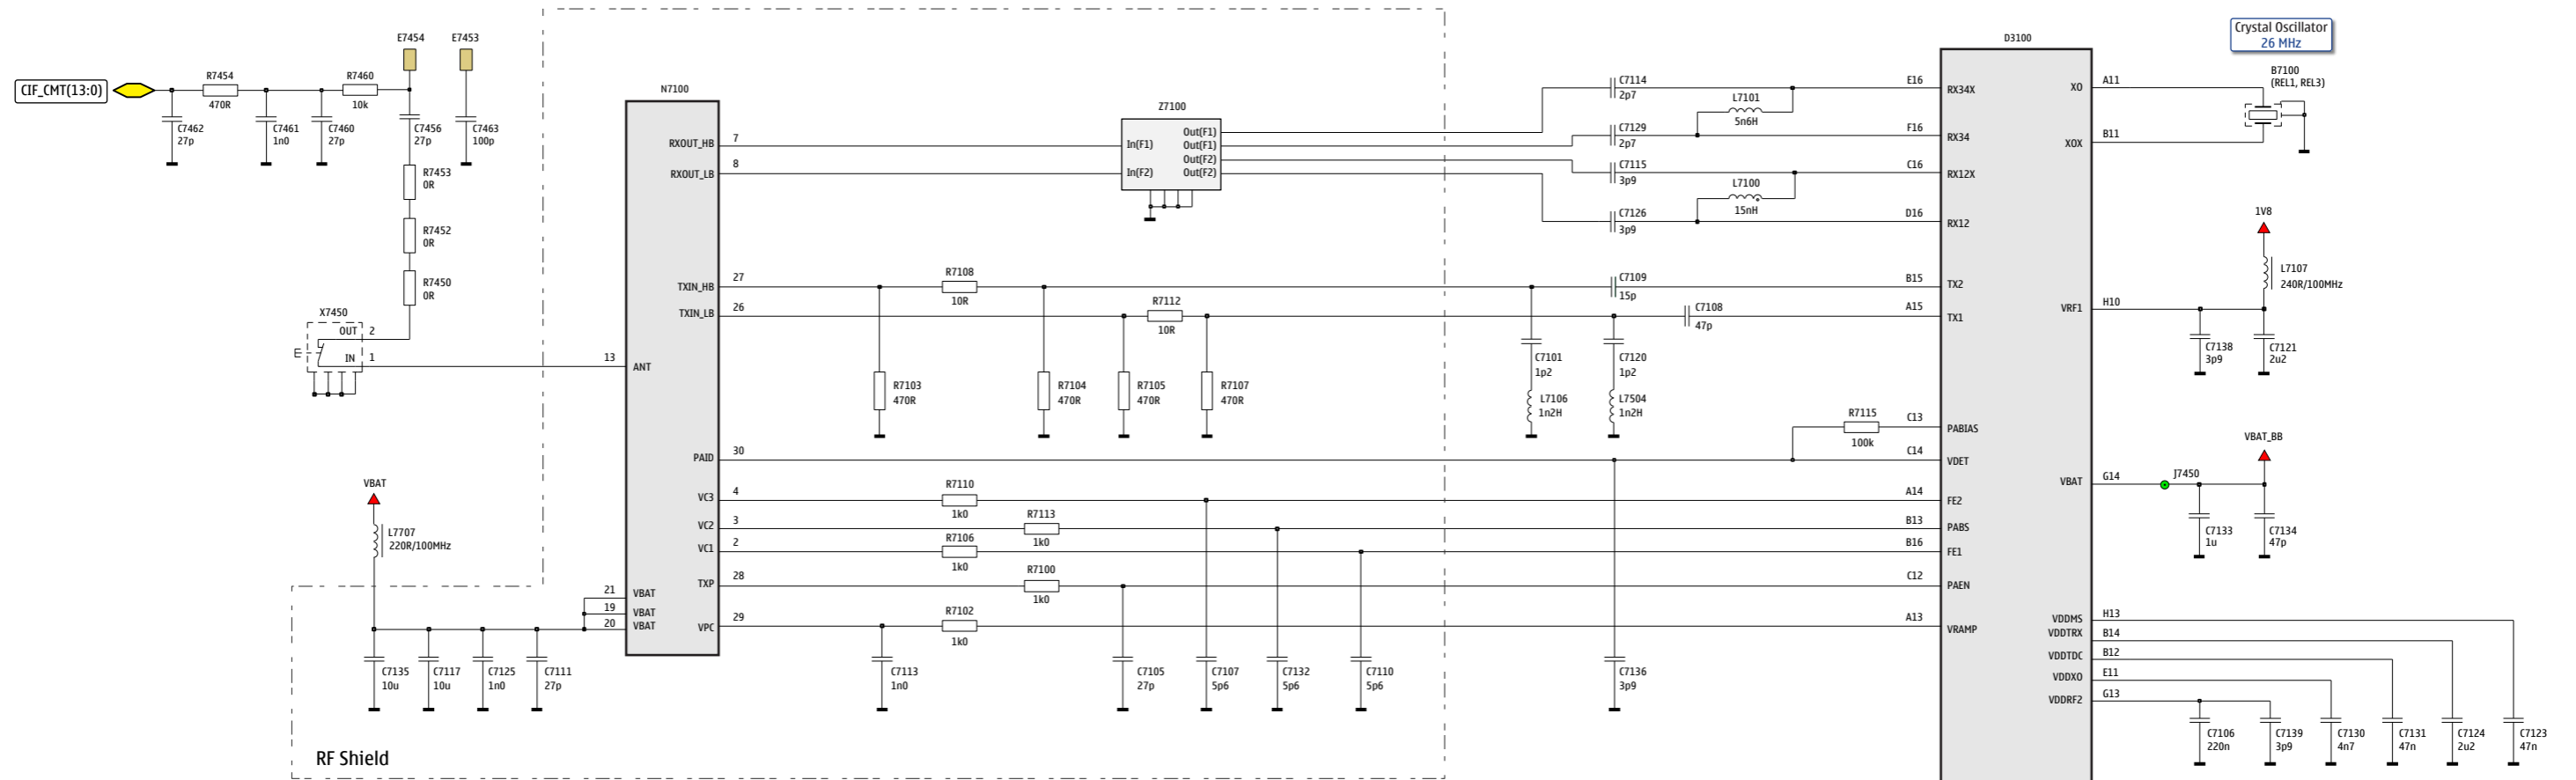 Crystal Oscillator
26 MHz
B7100
(REL1, REL3)
E7454
E7453
CIF_CMT(13:0)
R7454
470R
R7460
10k
C7462
27p
C7461
1n0
C7460
27p
C7456
27p
C7463
100p
R7453
0R
R7452
0R
R7450
0R
X7450
OUT
2
IN
1
VBAT
L7707
220R/100MHz
C7135
10u
C7117
10u
C7125
1n0
C7111
27p
RF Shield
N7100
RXOUT_HB
7
RXOUT_LB
8
TXIN_HB
27
TXIN_LB
26
13
ANT
PAID
30
VC3
4
VC2
3
VC1
2
TXP
28
21
VBAT
19
VBAT
20
VBAT
VPC
29
Z7100
In(F1)
In(F2)
Out(F1)
Out(F1)
Out(F2)
Out(F2)
R7108
10R
R7112
10R
R7103
470R
R7104
470R
R7105
470R
R7107
470R
R7110
1k0
R7113
1k0
R7106
1k0
R7100
1k0
R7102
1k0
C7113
1n0
C7105
27p
C7107
5p6
C7132
5p6
C7110
5p6
C7114
2p7
L7101
5n6H
C7129
2p7
C7115
3p9
L7100
15nH
C7126
3p9
C7109
15p
C7108
47p
C7101
1p2
C7120
1p2
L7106
1n2H
L7504
1n2H
R7115
100k
C7136
3p9
D3100
E16
RX34X
F16
RX34
C16
RX12X
D16
RX12
B15
TX2
A15
TX1
C13
PABIAS
C14
VDET
A14
FE2
B13
PABS
B16
FE1
C12
PAEN
A13
VRAMP
XO
A11
XOX
B11
VRF1
H10
VBAT
G14
VDDMS
H13
VDDTRX
B14
VDDTDC
B12
VDDXO
E11
VDDRF2
G13
1V8
L7107
240R/100MHz
C7138
3p9
C7121
2u2
VBAT_BB
J7450
C7133
1u
C7134
47p
C7106
220n
C7139
3p9
C7130
4n7
C7131
47n
C7124
2u2
C7123
47n